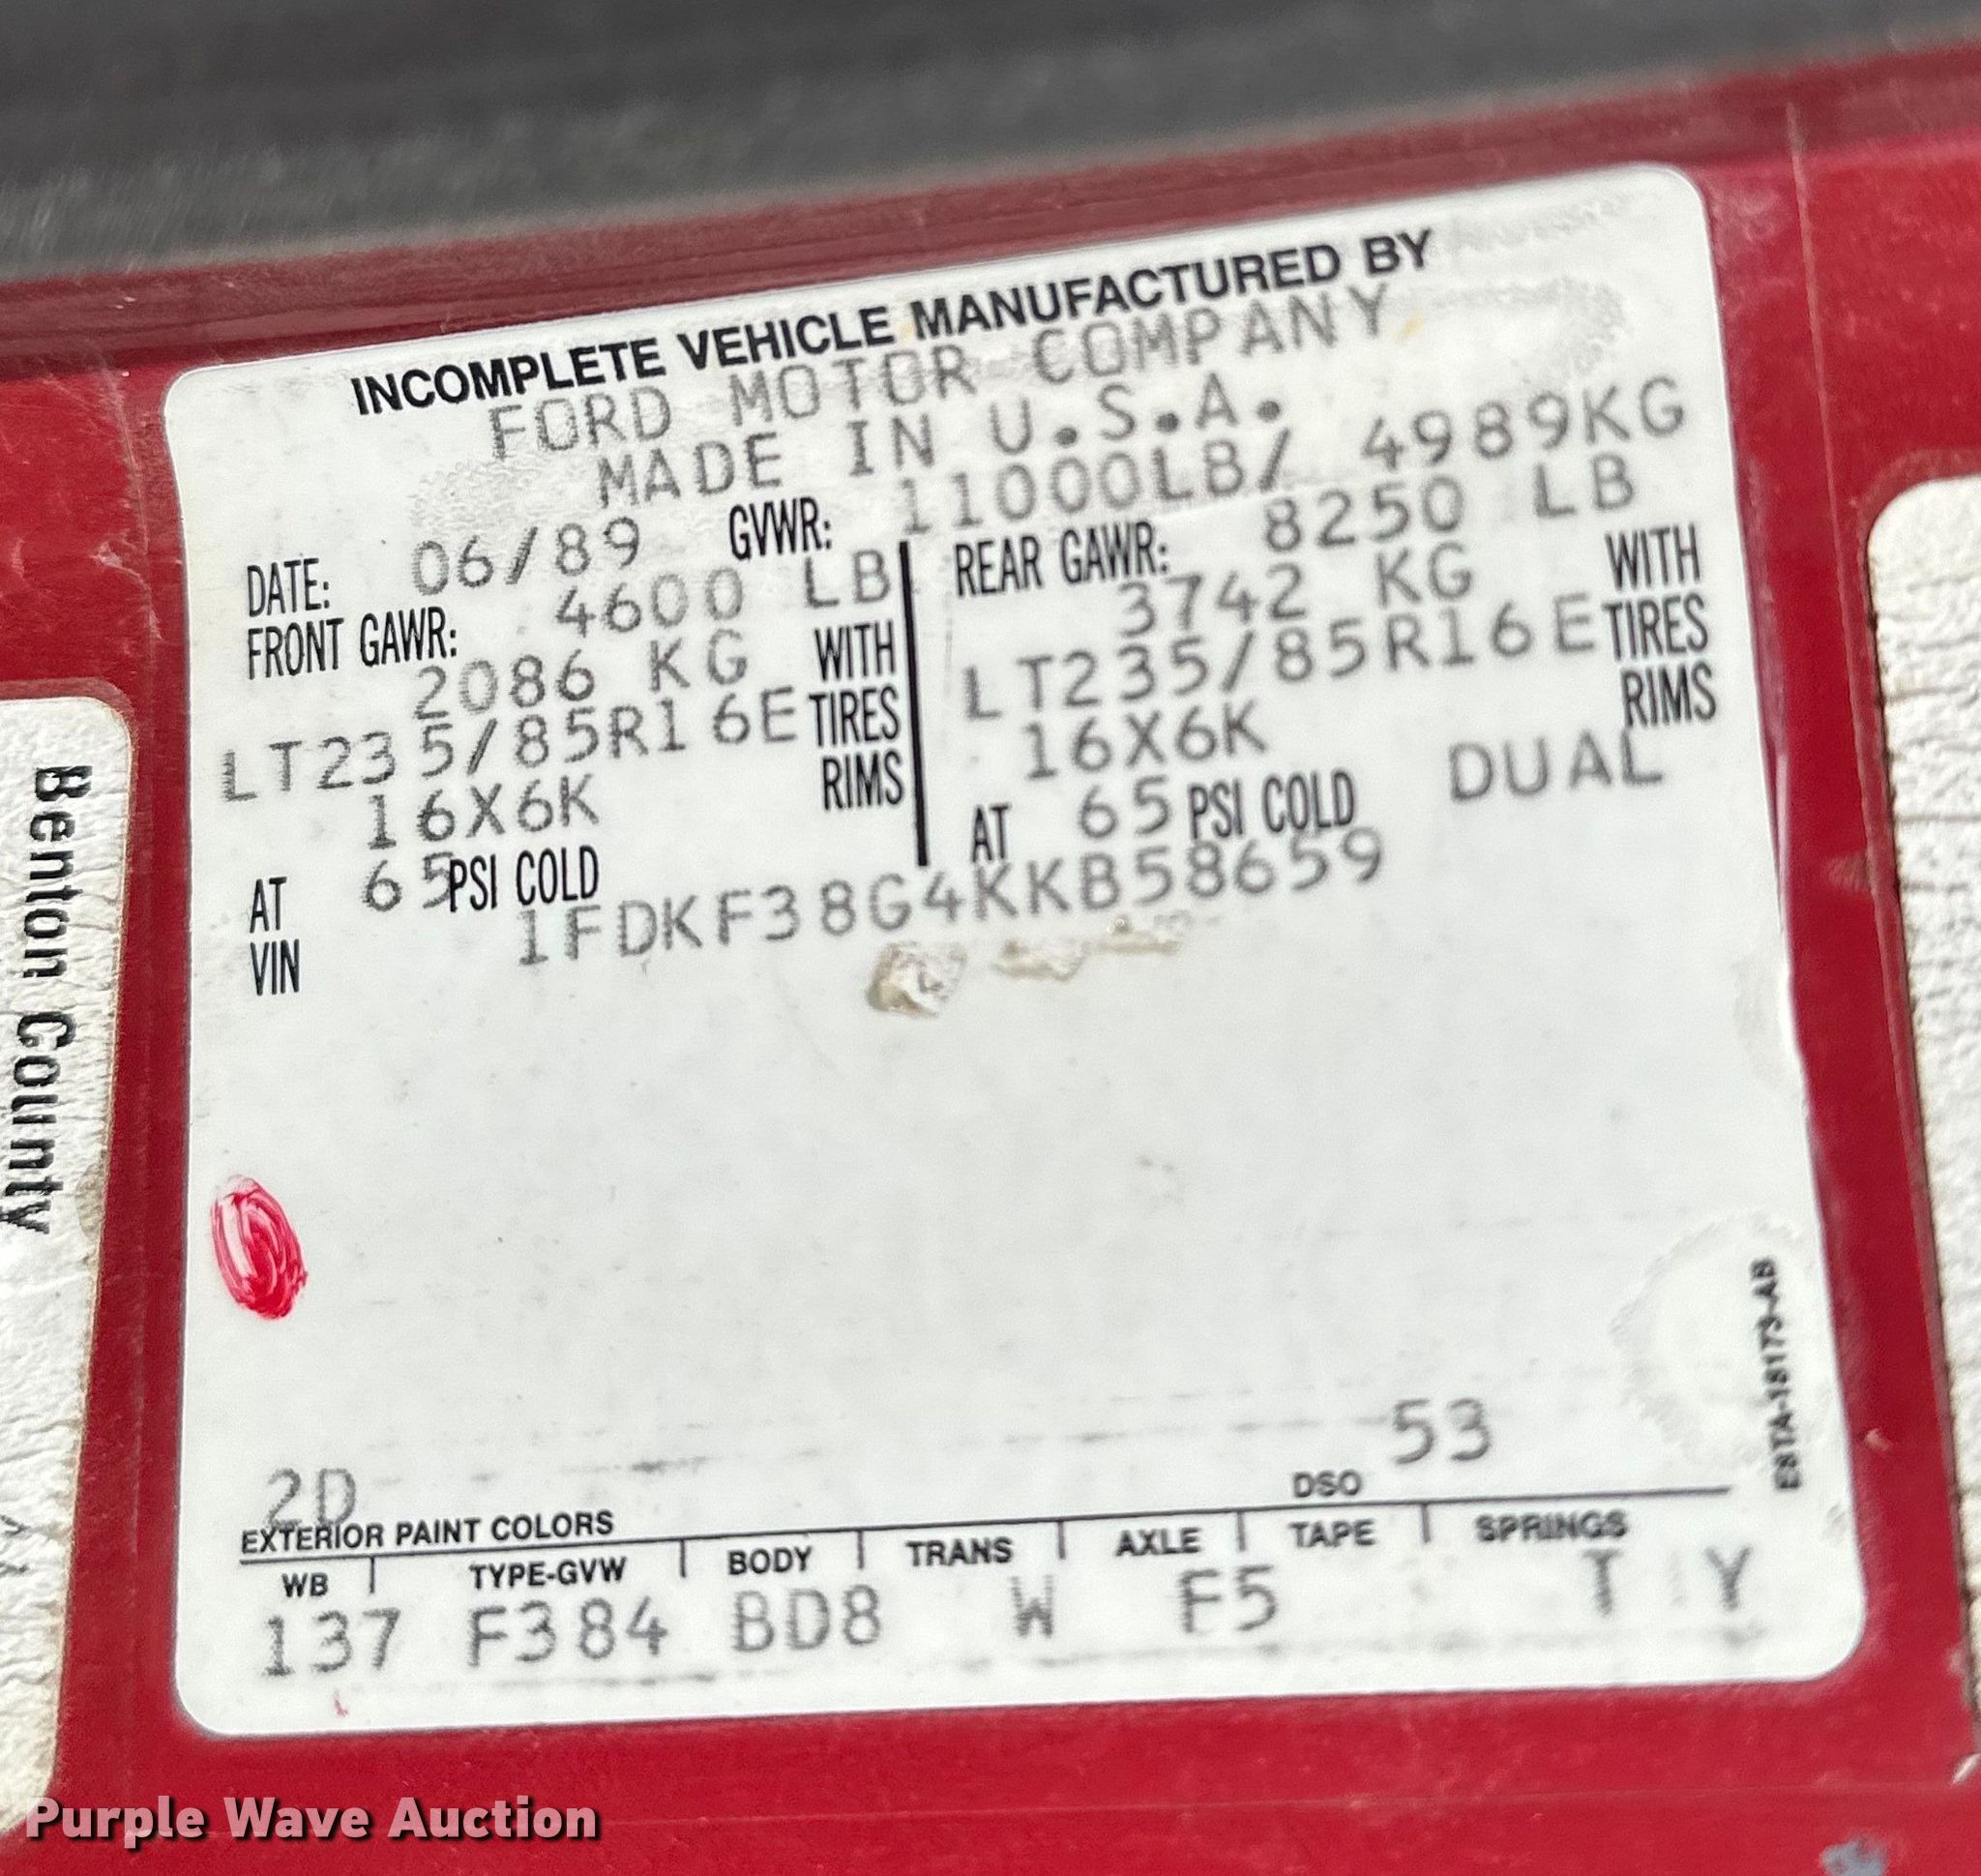 INCOMPLETE VEHICLE MANUFACTURED BY
FORD MOTOR COMPANY
MADE IN U.S.A.
DATE: 06/89 GVWR: 11000LB/ 4989KG
FRONT GAWR: 4600 LB
2086 KG WITH
LT235/85R16E TIRES
16X6K RIMS
AT 65 PSI COLD
REAR GAWR: 8250 LB
3742 KG WITH
LT235/85R16E TIRES
16X6K RIMS
AT 65 PSI COLD DUAL
VIN 1FDKF38G4KKB58659
E8TA-18173-AB
53
2D DSO
EXTERIOR PAINT COLORS
WB TYPE-GVW BODY TRANS AXLE TAPE SPRINGS
137 F384 BD8 W F5 T Y
Benton County
Purple Wave Auction